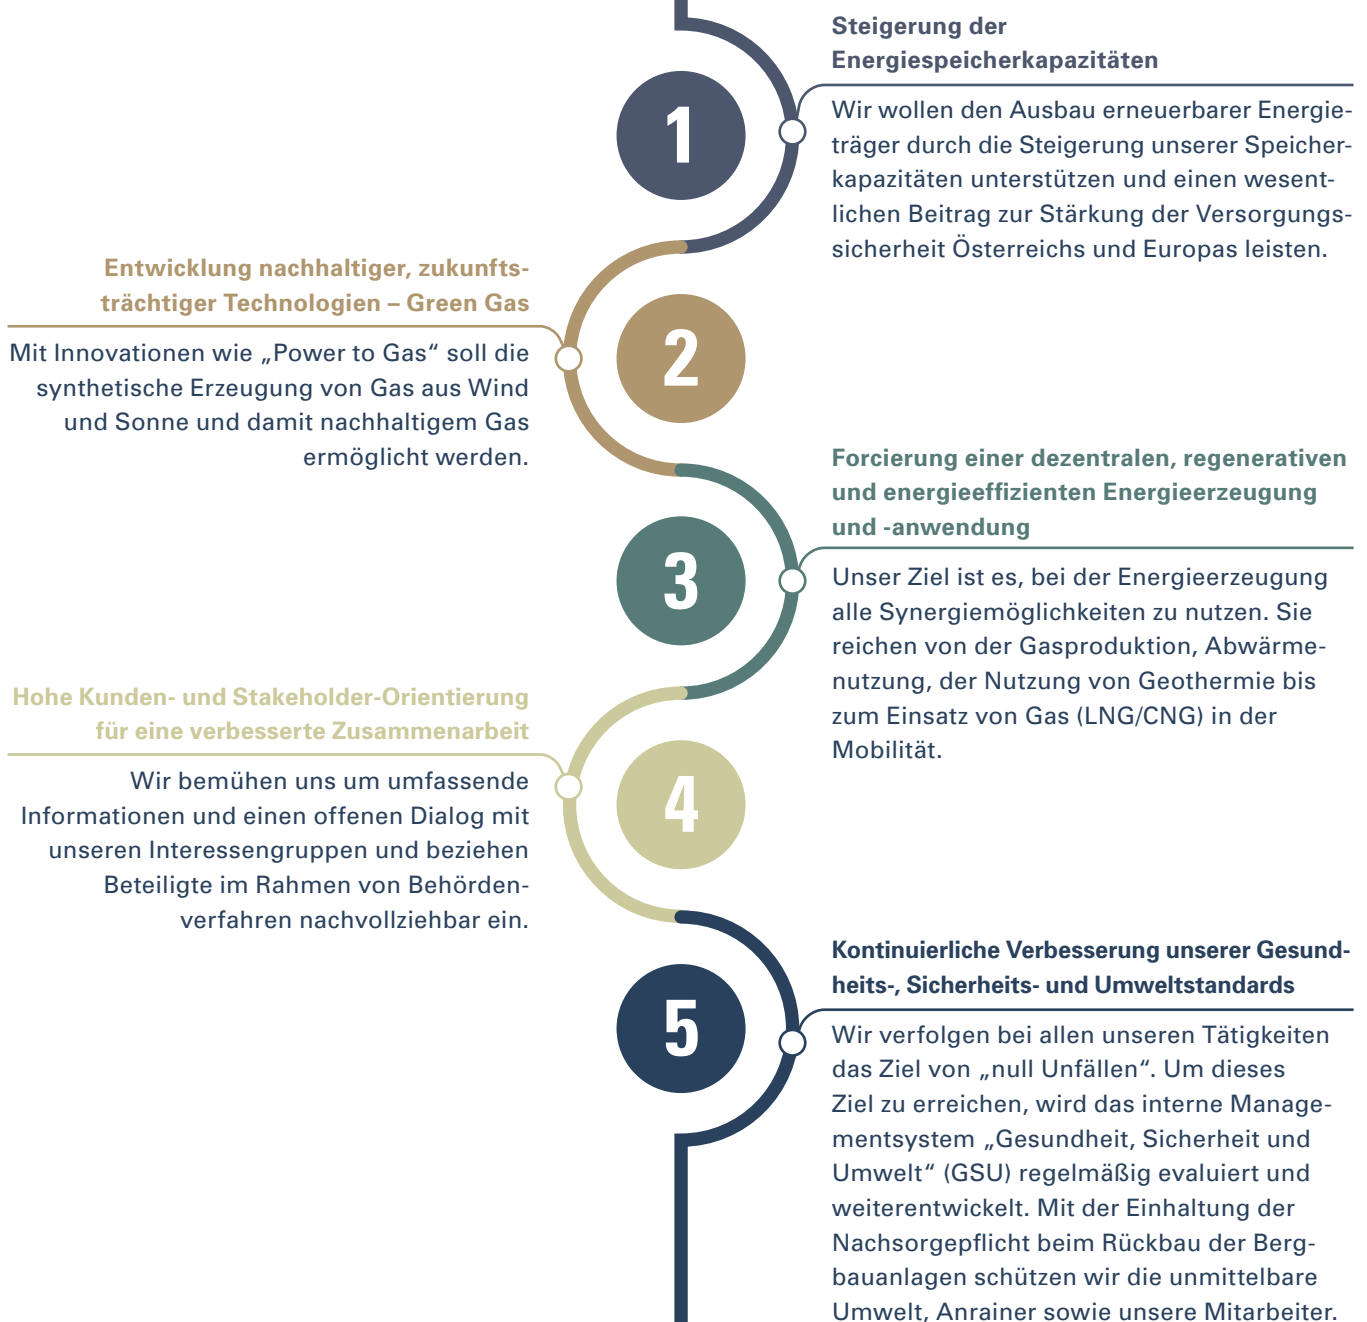 Steigerung der
Energiespeicherkapazitäten
1
Wir wollen den Ausbau erneuerbarer Energie-
träger durch die Steigerung unserer Speicher-
kapazitäten unterstützen und einen wesent-
lichen Beitrag zur Stärkung der Versorgungs-
sicherheit Österreichs und Europas leisten.
Entwicklung nachhaltiger, zukunfts-
trächtiger Technologien – Green Gas
2
Mit Innovationen wie „Power to Gas“ soll die
synthetische Erzeugung von Gas aus Wind
und Sonne und damit nachhaltigem Gas
ermöglicht werden.
Forcierung einer dezentralen, regenerativen
und energieeffizienten Energieerzeugung
und -anwendung
3
Unser Ziel ist es, bei der Energieerzeugung
alle Synergiemöglichkeiten zu nutzen. Sie
reichen von der Gasproduktion, Abwärme-
nutzung, der Nutzung von Geothermie bis
zum Einsatz von Gas (LNG/CNG) in der
Mobilität.
Hohe Kunden- und Stakeholder-Orientierung
für eine verbesserte Zusammenarbeit
4
Wir bemühen uns um umfassende
Informationen und einen offenen Dialog mit
unseren Interessengruppen und beziehen
Beteiligte im Rahmen von Behörden-
verfahren nachvollziehbar ein.
Kontinuierliche Verbesserung unserer Gesund-
heits-, Sicherheits- und Umweltstandards
5
Wir verfolgen bei allen unseren Tätigkeiten
das Ziel von „null Unfällen“. Um dieses
Ziel zu erreichen, wird das interne Manage-
mentsystem „Gesundheit, Sicherheit und
Umwelt“ (GSU) regelmäßig evaluiert und
weiterentwickelt. Mit der Einhaltung der
Nachsorgepflicht beim Rückbau der Berg-
bauanlagen schützen wir die unmittelbare
Umwelt, Anrainer sowie unsere Mitarbeiter.